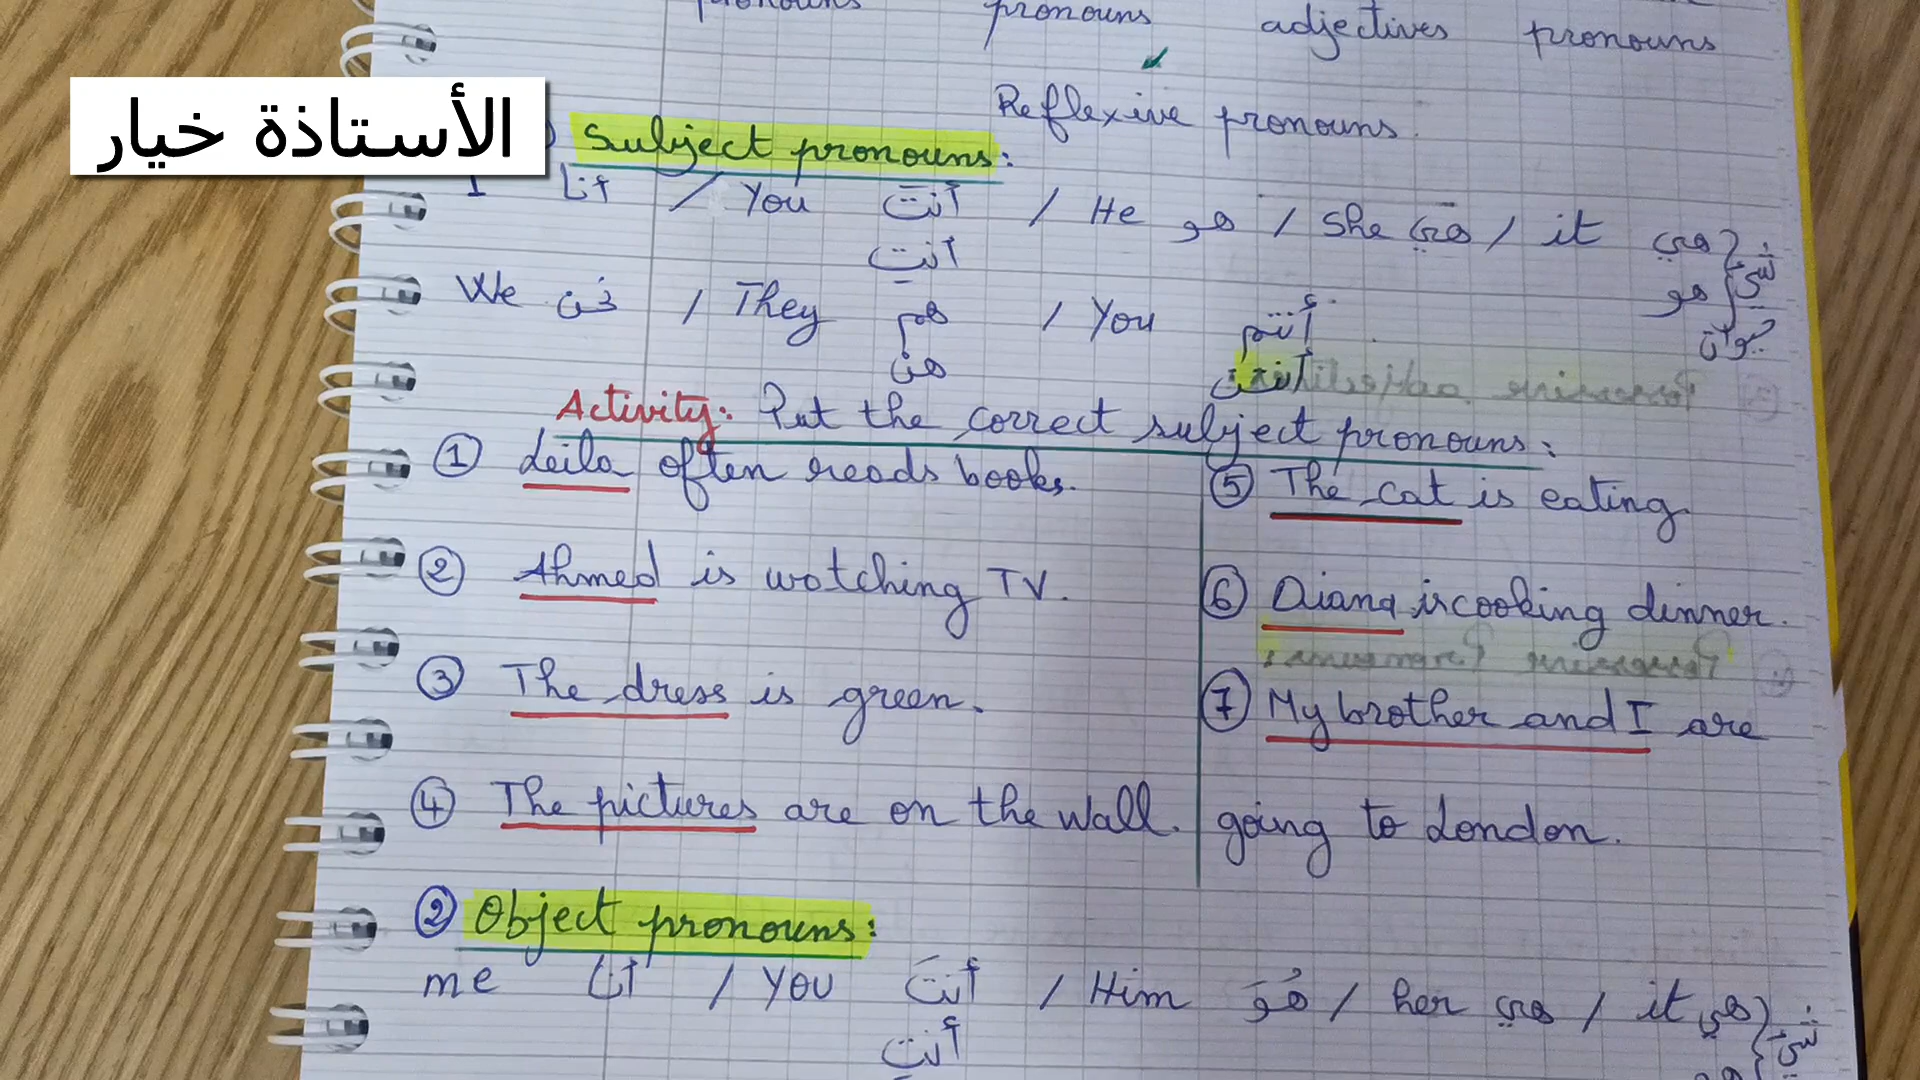 pronouns pronouns adjectives pronouns
Reflexive pronouns.
الأستاذة خيار
Subject pronouns:
I أنا / You أنتَ / He هو / She هي / it هي } شيء
أنتِ هو حيوان
We نحن / They هم / You أنتم
هن أنتن
Activity: Put the correct subject pronouns:
① Leila often reads books.
② Ahmed is watching TV.
③ The dress is green.
④ The pictures are on the wall.
⑤ The cat is eating
⑥ Diana is cooking dinner.
⑦ My brother and I are
going to London.
② Object pronouns:
me أنا / You أنتَ / Him هُوَ / her هي / it هي } شيء
أنتِ